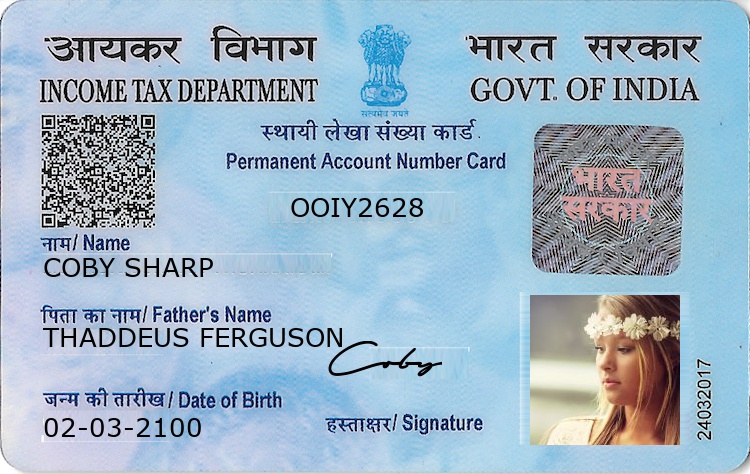 आयकर विभाग भारत सरकार
INCOME TAX DEPARTMENT GOVT. OF INDIA
सत्यमेव जयते
स्थायी लेखा संख्या कार्ड
Permanent Account Number Card
OOIY2628
भारत
सरकार
नाम/ Name
COBY SHARP
पिता का नाम/ Father's Name
THADDEUS FERGUSON
Coby
जन्म की तारीख / Date of Birth
02-03-2100
हस्ताक्षर/ Signature
24032017